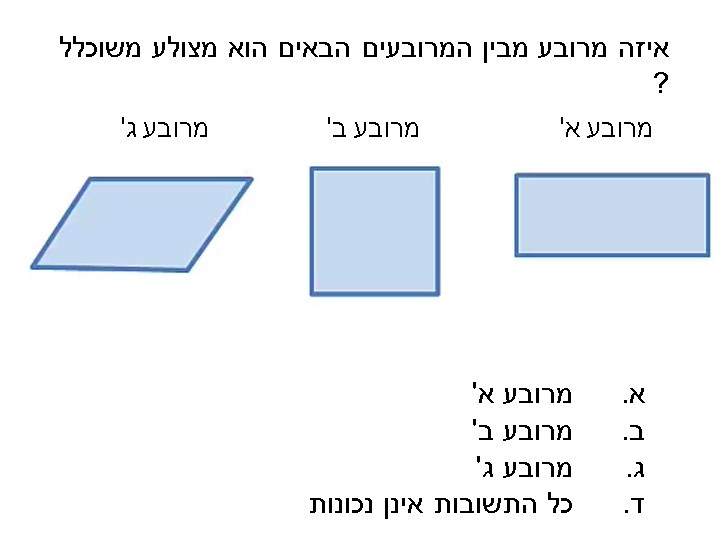 איזה מרובע מבין המרובעים הבאים הוא מצולע משוכלל
?
מרובע א' מרובע ב' מרובע ג'
א. מרובע א'
ב. מרובע ב'
ג. מרובע ג'
ד. כל התשובות אינן נכונות